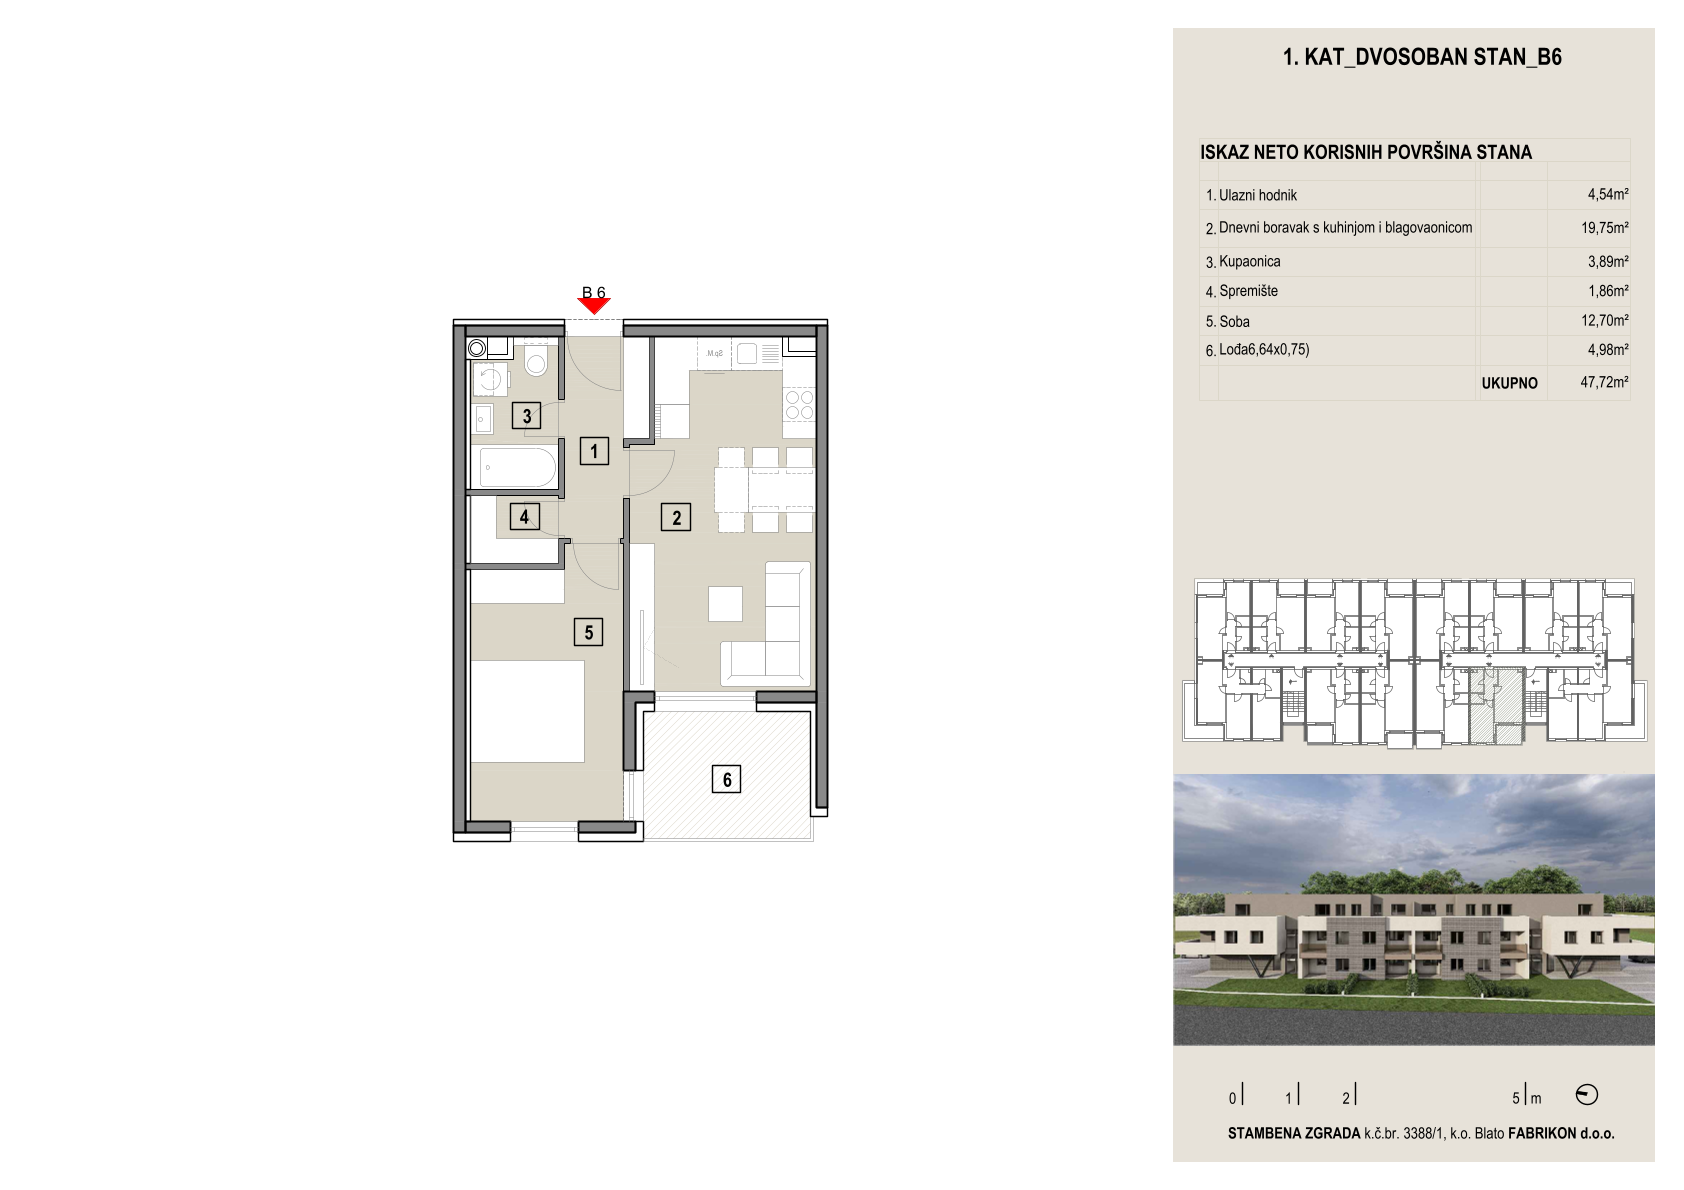 1. KAT_DVOSOBAN STAN_B6
ISKAZ NETO KORISNIH POVRŠINA STANA
1. Ulazni hodnik 4,54m²
2. Dnevni boravak s kuhinjom i blagovaonicom 19,75m²
3. Kupaonica 3,89m²
4. Spremište 1,86m²
5. Soba 12,70m²
6. Lođa6,64x0,75) 4,98m²
UKUPNO 47,72m²
B 6
Sp.M.
3
1
4
2
5
6
0 1 2 5 m
STAMBENA ZGRADA k.č.br. 3388/1, k.o. Blato FABRIKON d.o.o.